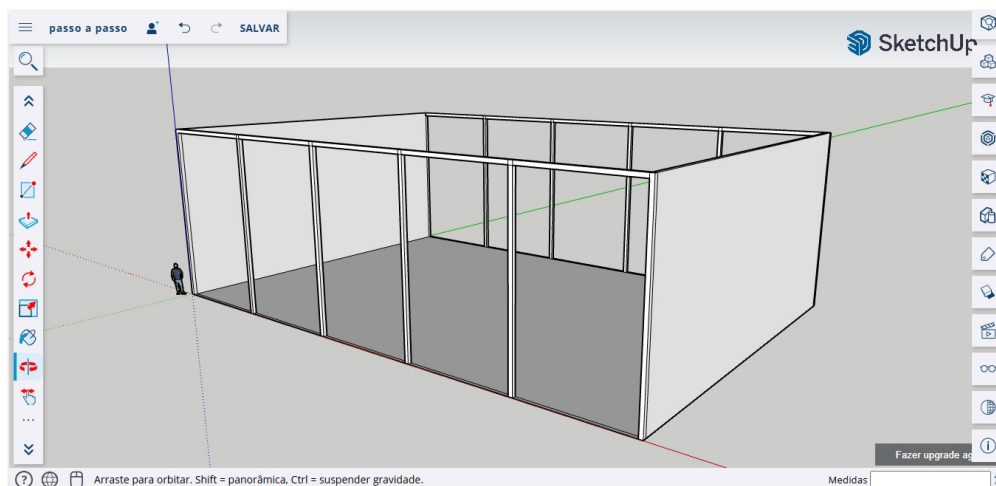 passo a passo SALVAR
SketchUp
Fazer upgrade ag
Arraste para orbitar. Shift = panorâmica, Ctrl = suspender gravidade. Medidas